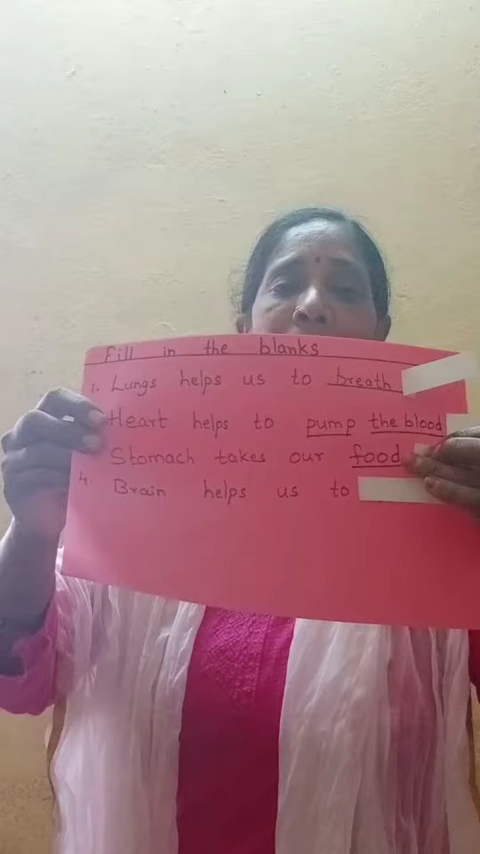 Fill in the blanks
1. Lungs helps us to breath
Heart helps to pump the blood
Stomach takes our food
4. Brain helps us to